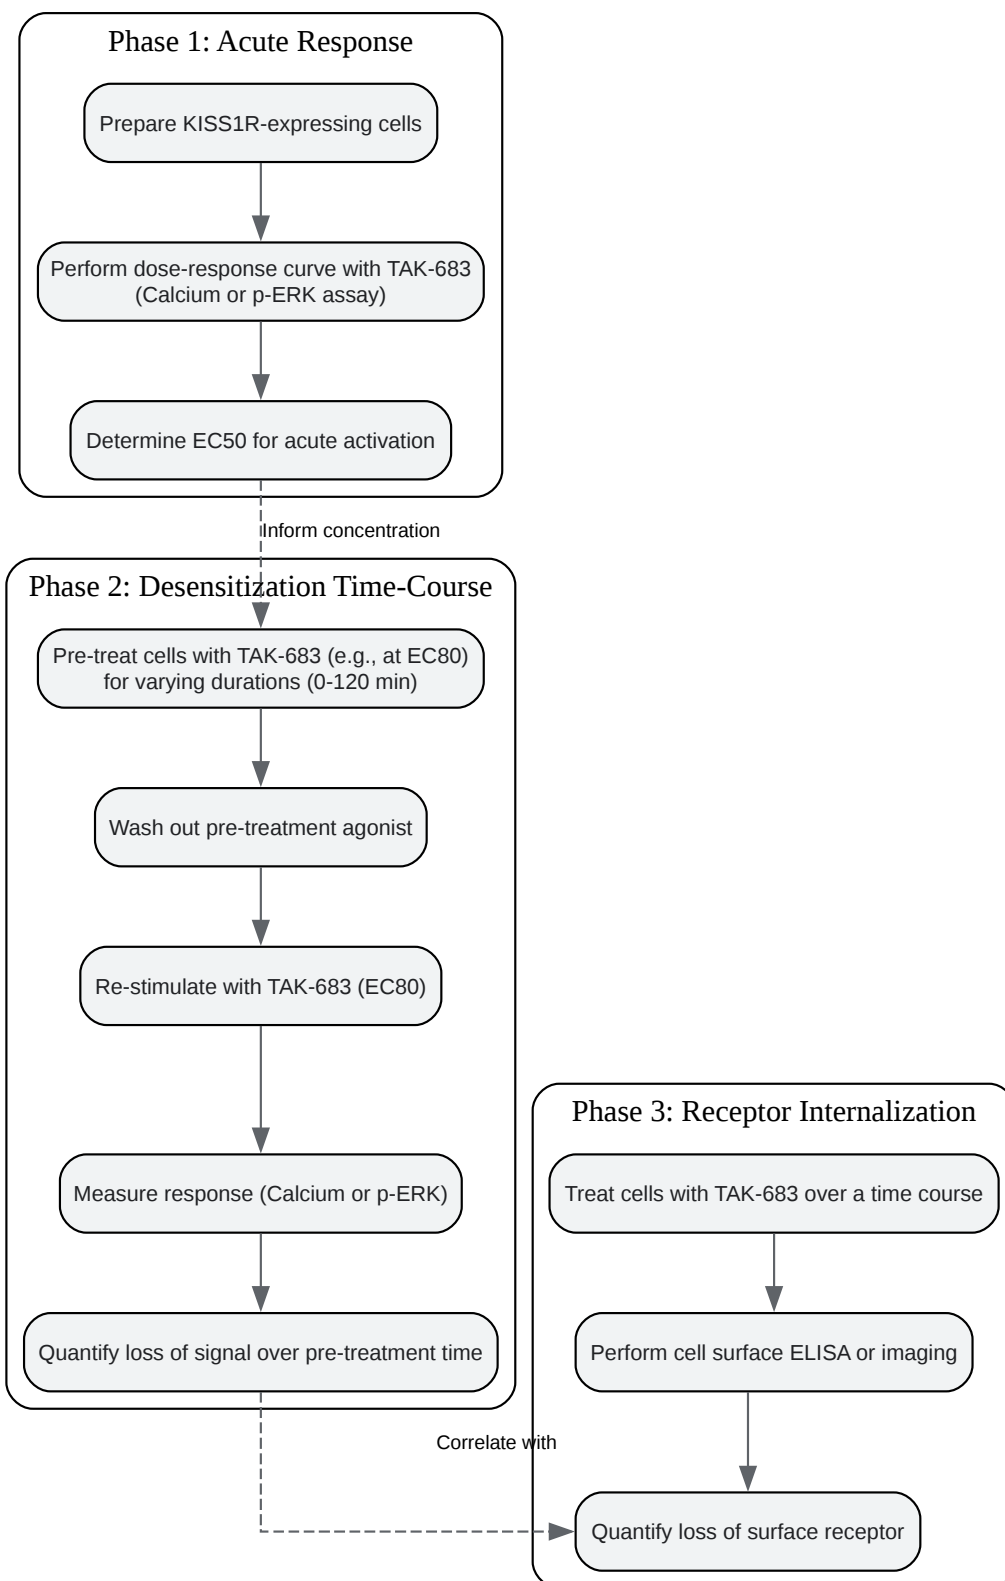 Phase 1: Acute Response
Prepare KISS1R-expressing cells
Perform dose-response curve with TAK-683
(Calcium or p-ERK assay)
Determine EC50 for acute activation
Inform concentration
Phase 2: Desensitization Time-Course
Pre-treat cells with TAK-683 (e.g., at EC80)
for varying durations (0-120 min)
Wash out pre-treatment agonist
Re-stimulate with TAK-683 (EC80)
Measure response (Calcium or p-ERK)
Quantify loss of signal over pre-treatment time
Correlate with
Phase 3: Receptor Internalization
Treat cells with TAK-683 over a time course
Perform cell surface ELISA or imaging
Quantify loss of surface receptor